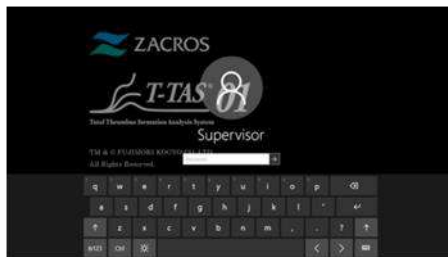 ZACROS
T-TAS® 01
Total Thrombus formation Analysis System
Supervisor
TM & © FUJIMORI KOGYO CO., LTD.
All Rights Reserved.
Password
q w e r t y u i o p
a s d f g h j k l '
z x c v b n m , . ?
&123 Ctrl < >